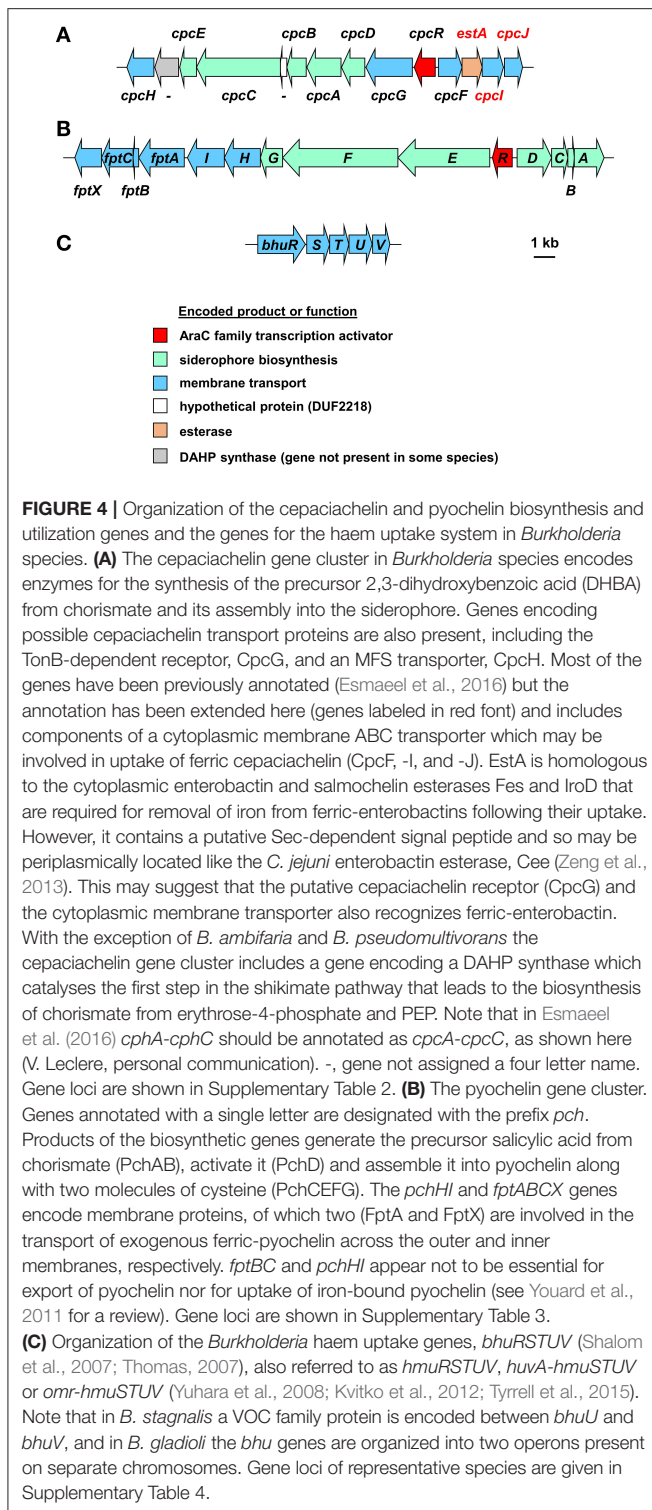 A
cpcE cpcB cpcD cpcR estA cpcJ
cpcH - cpcC - cpcA cpcG cpcF cpcI
B
fptC fptA I H G F E R D C A
fptX fptB B
C
bhuR S T U V
1 kb
Encoded product or function
AraC family transcription activator
siderophore biosynthesis
membrane transport
hypothetical protein (DUF2218)
esterase
DAHP synthase (gene not present in some species)
FIGURE 4 | Organization of the cepaciachelin and pyochelin biosynthesis and
utilization genes and the genes for the haem uptake system in Burkholderia
species. (A) The cepaciachelin gene cluster in Burkholderia species encodes
enzymes for the synthesis of the precursor 2,3-dihydroxybenzoic acid (DHBA)
from chorismate and its assembly into the siderophore. Genes encoding
possible cepaciachelin transport proteins are also present, including the
TonB-dependent receptor, CpcG, and an MFS transporter, CpcH. Most of the
genes have been previously annotated (Esmaeel et al., 2016) but the
annotation has been extended here (genes labeled in red font) and includes
components of a cytoplasmic membrane ABC transporter which may be
involved in uptake of ferric cepaciachelin (CpcF, -I, and -J). EstA is homologous
to the cytoplasmic enterobactin and salmochelin esterases Fes and IroD that
are required for removal of iron from ferric-enterobactins following their uptake.
However, it contains a putative Sec-dependent signal peptide and so may be
periplasmically located like the C. jejuni enterobactin esterase, Cee (Zeng et al.,
2013). This may suggest that the putative cepaciachelin receptor (CpcG) and
the cytoplasmic membrane transporter also recognizes ferric-enterobactin.
With the exception of B. ambifaria and B. pseudomultivorans the
cepaciachelin gene cluster includes a gene encoding a DAHP synthase which
catalyses the first step in the shikimate pathway that leads to the biosynthesis
of chorismate from erythrose-4-phosphate and PEP. Note that in Esmaeel
et al. (2016) cphA-cphC should be annotated as cpcA-cpcC, as shown here
(V. Leclere, personal communication). -, gene not assigned a four letter name.
Gene loci are shown in Supplementary Table 2. (B) The pyochelin gene cluster.
Genes annotated with a single letter are designated with the prefix pch.
Products of the biosynthetic genes generate the precursor salicylic acid from
chorismate (PchAB), activate it (PchD) and assemble it into pyochelin along
with two molecules of cysteine (PchCEFG). The pchHI and fptABCX genes
encode membrane proteins, of which two (FptA and FptX) are involved in the
transport of exogenous ferric-pyochelin across the outer and inner
membranes, respectively. fptBC and pchHI appear not to be essential for
export of pyochelin nor for uptake of iron-bound pyochelin (see Youard et al.,
2011 for a review). Gene loci are shown in Supplementary Table 3.
(C) Organization of the Burkholderia haem uptake genes, bhuRSTUV (Shalom
et al., 2007; Thomas, 2007), also referred to as hmuRSTUV, huvA-hmuSTUV
or omr-hmuSTUV (Yuhara et al., 2008; Kvitko et al., 2012; Tyrrell et al., 2015).
Note that in B. stagnalis a VOC family protein is encoded between bhuU and
bhuV, and in B. gladioli the bhu genes are organized into two operons present
on separate chromosomes. Gene loci of representative species are given in
Supplementary Table 4.